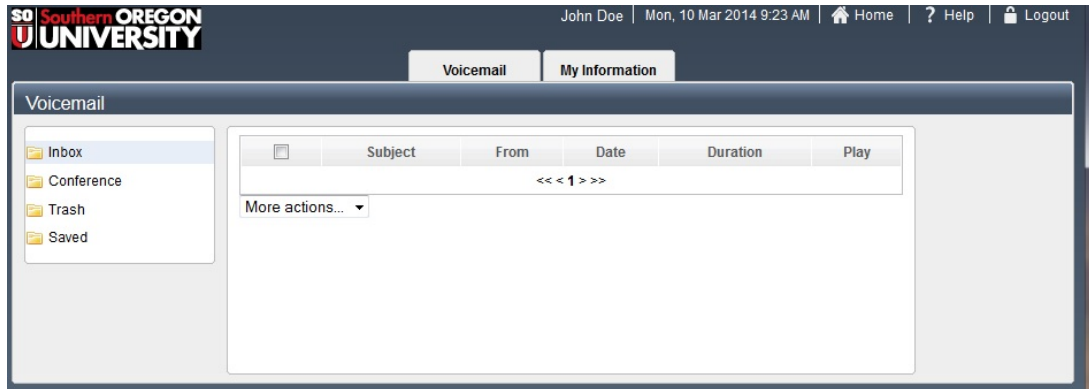 SO Southern OREGON
U UNIVERSITY
John Doe | Mon, 10 Mar 2014 9:23 AM | Home | ? Help | Logout
Voicemail My Information
Voicemail
Inbox
Conference
Trash
Saved
Subject From Date Duration Play
<< < 1 > >>
More actions...